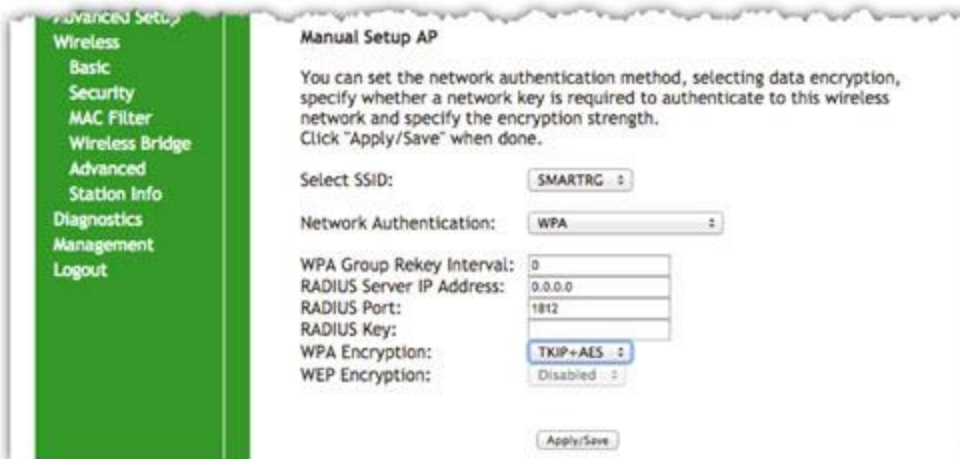 Advanced Setup
Wireless
Basic
Security
MAC Filter
Wireless Bridge
Advanced
Station Info
Diagnostics
Management
Logout
Manual Setup AP
You can set the network authentication method, selecting data encryption,
specify whether a network key is required to authenticate to this wireless
network and specify the encryption strength.
Click "Apply/Save" when done.
Select SSID: SMARTRG
Network Authentication: WPA
WPA Group Rekey Interval: 0
RADIUS Server IP Address: 0.0.0.0
RADIUS Port: 1812
RADIUS Key:
WPA Encryption: TKIP+AES
WEP Encryption: Disabled
Apply/Save